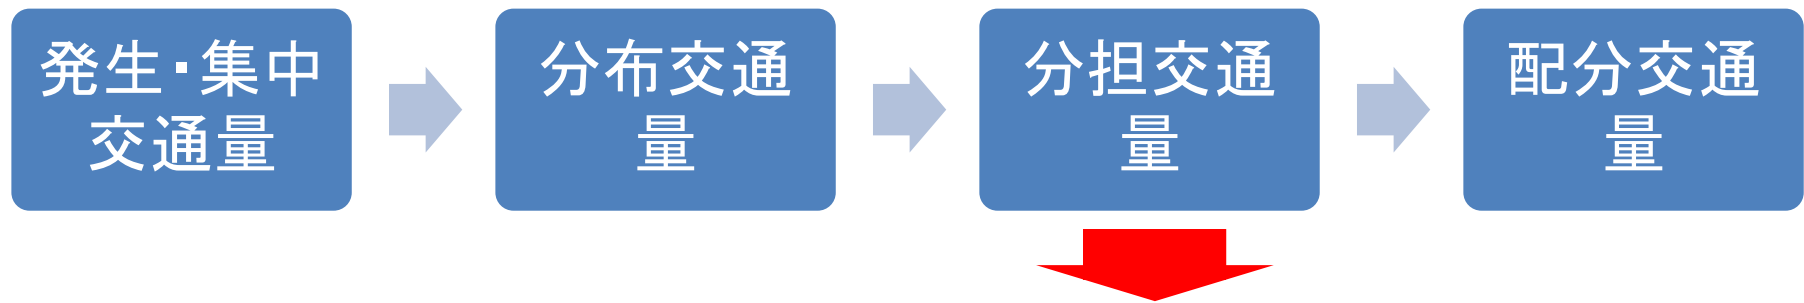 発生・集中
交通量
分布交通
量
分担交通
量
配分交通
量